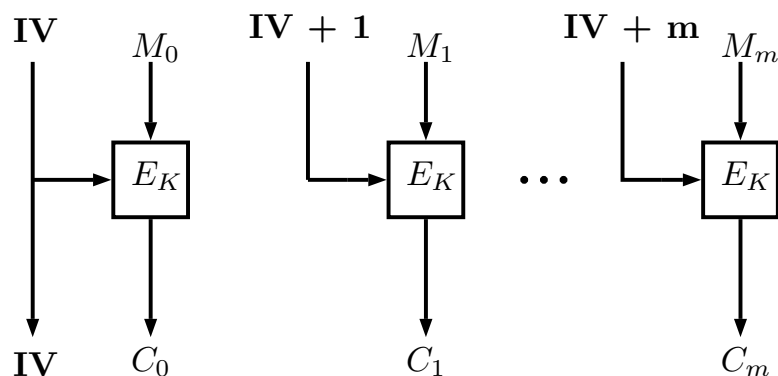 IV M_0 IV + 1 M_1 IV + m M_m
E_K E_K ... E_K
IV C_0 C_1 C_m